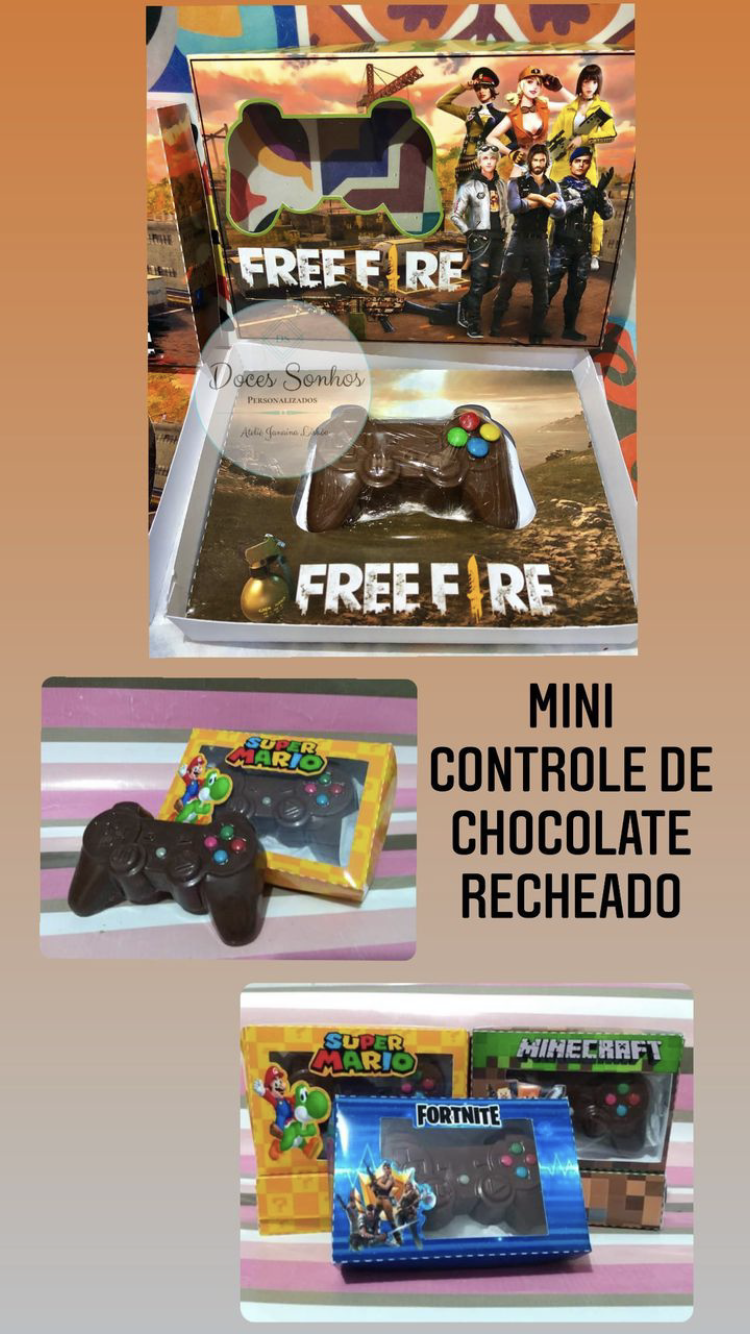 FREE FIRE
Doces Sonhos
PERSONALIZADOS
FREE FIRE
SUPER
MARIO
MINI
CONTROLE DE
CHOCOLATE
RECHEADO
SUPER
MARIO
MINECRAFT
FORTNITE